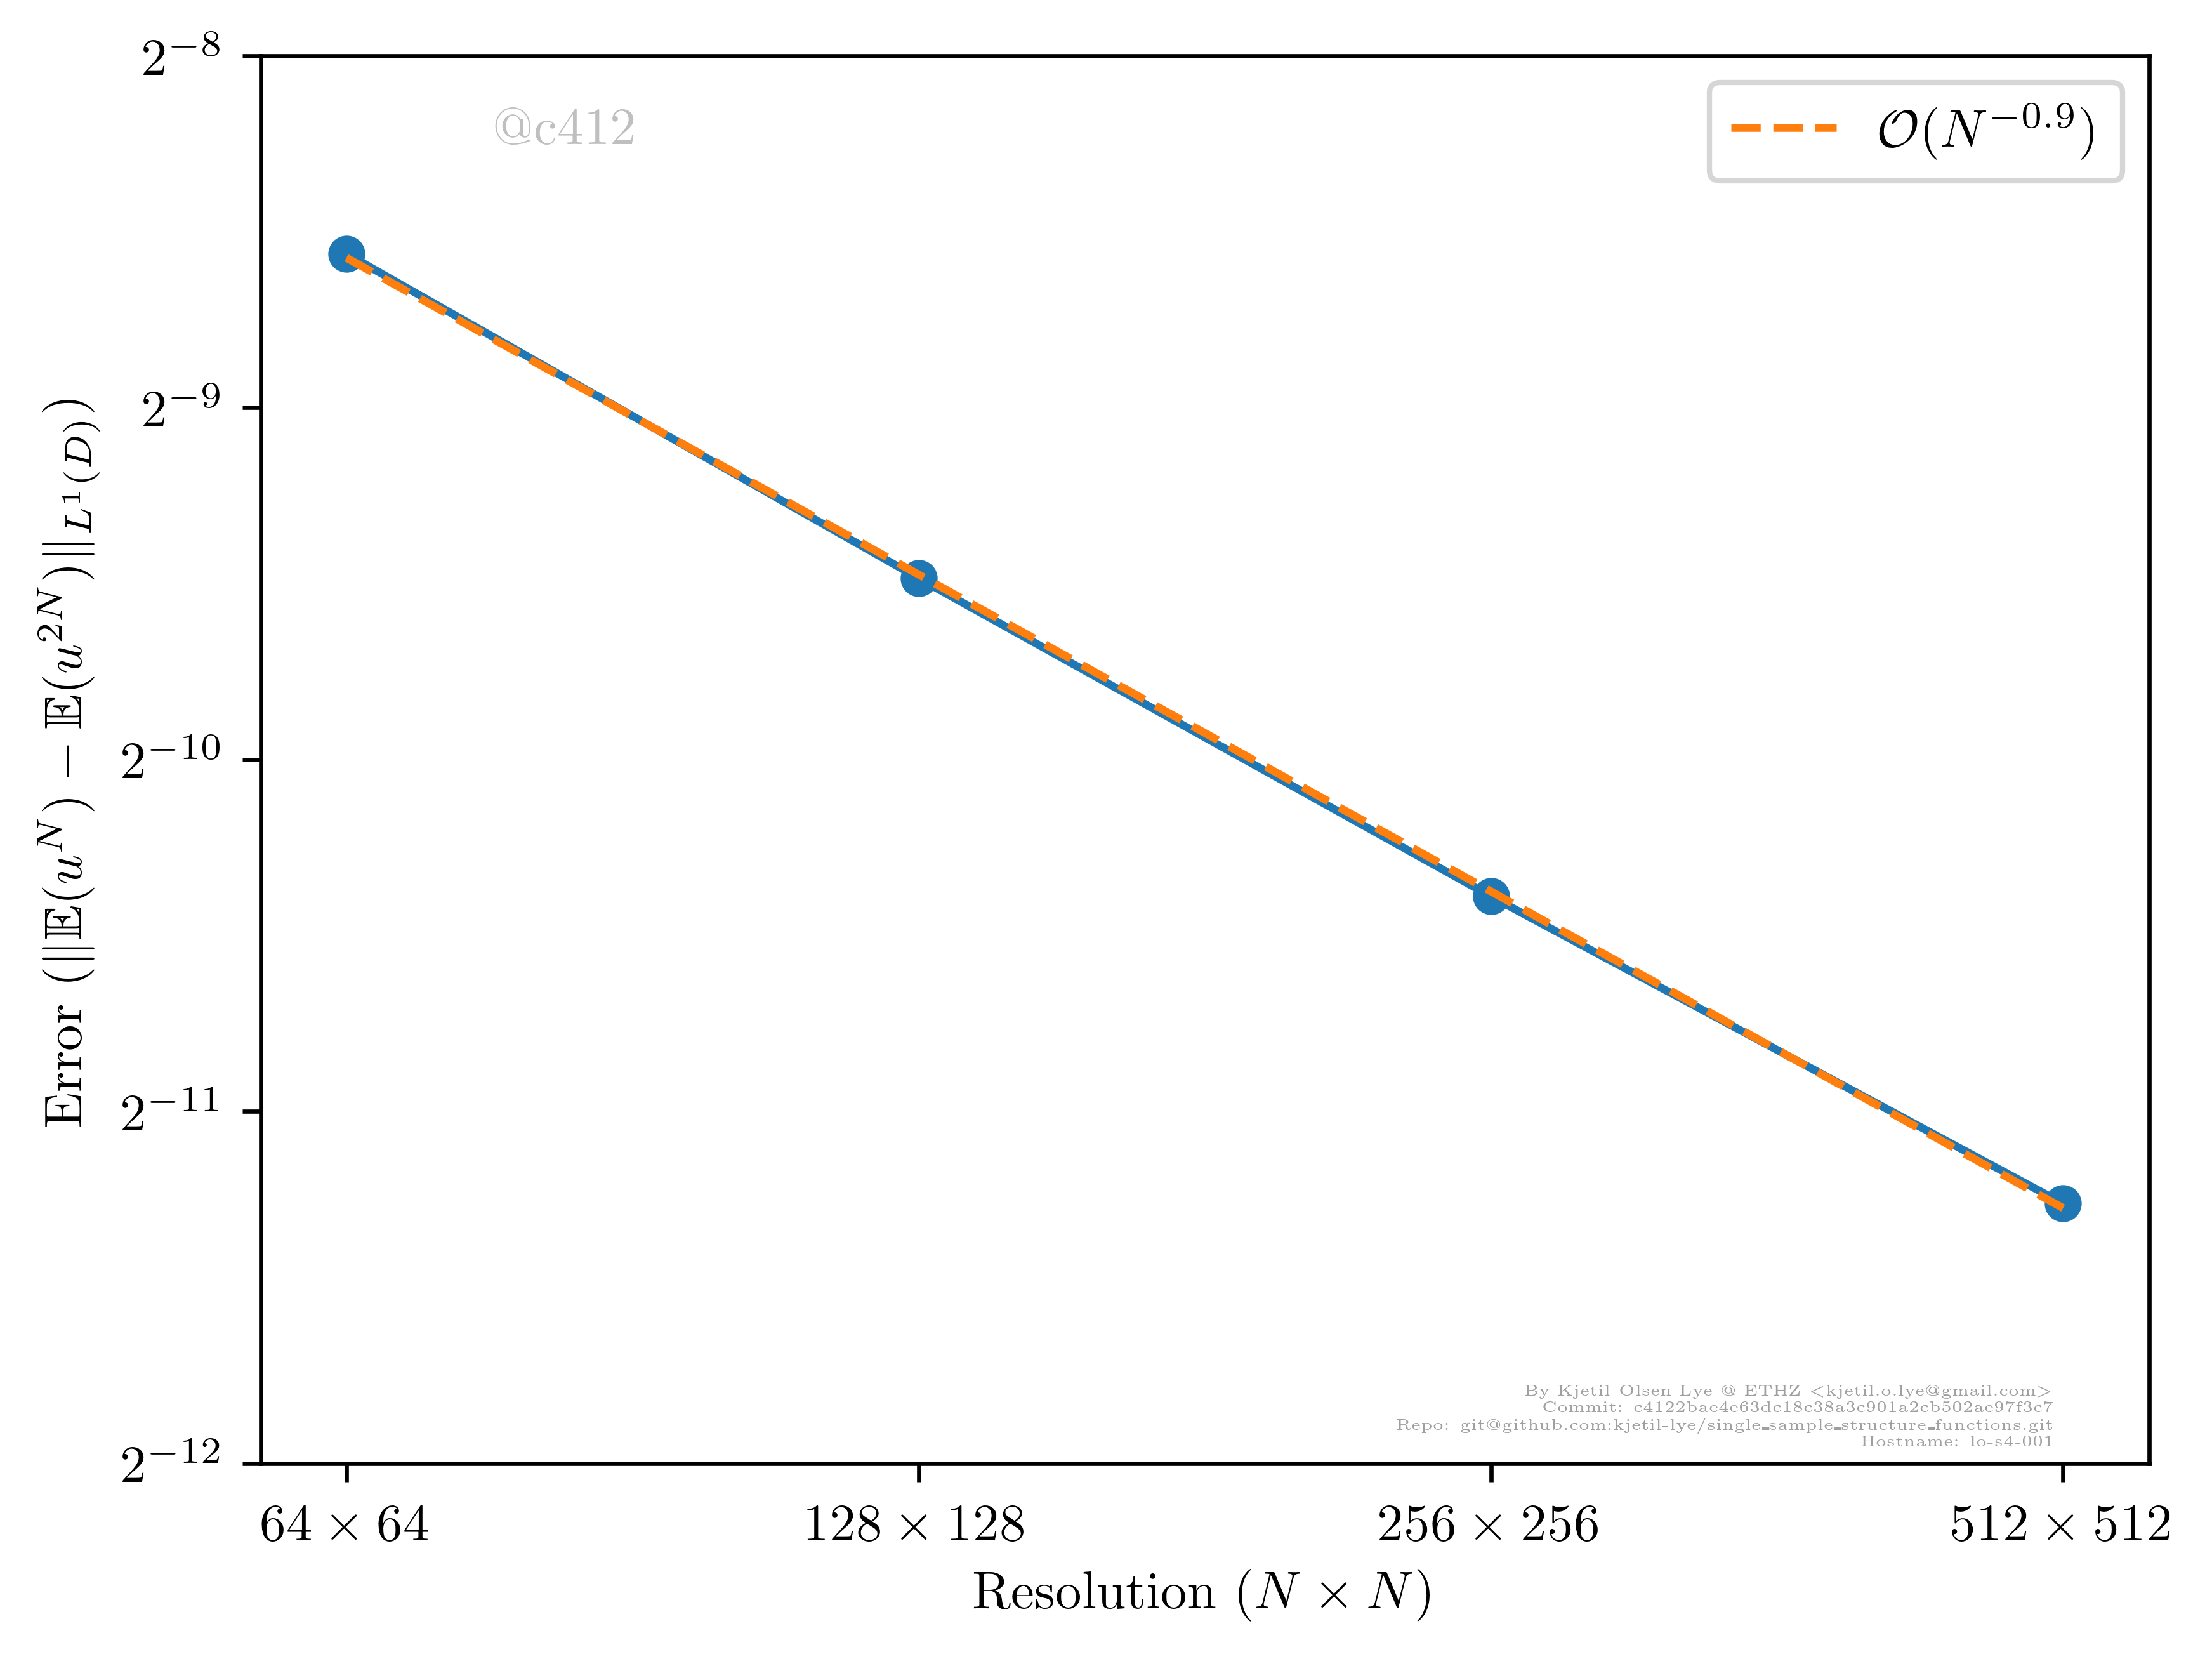 2^{-8}
@c412
O(N^{-0.9})
2^{-9}
2^{-10}
2^{-11}
2^{-12}
Error (||𝔼(u^N) − 𝔼(u^{2N})||_{L^1(D)})
By Kjetil Olsen Lye @ ETHZ <kjetil.o.lye@gmail.com>
Commit: c4122bae4e63dc18c38a3c901a2cb502ae97f3c7
Repo: git@github.com:kjetil-lye/single_sample_structure_functions.git
Hostname: lo-s4-001
64 × 64
128 × 128
256 × 256
512 × 512
Resolution (N × N)